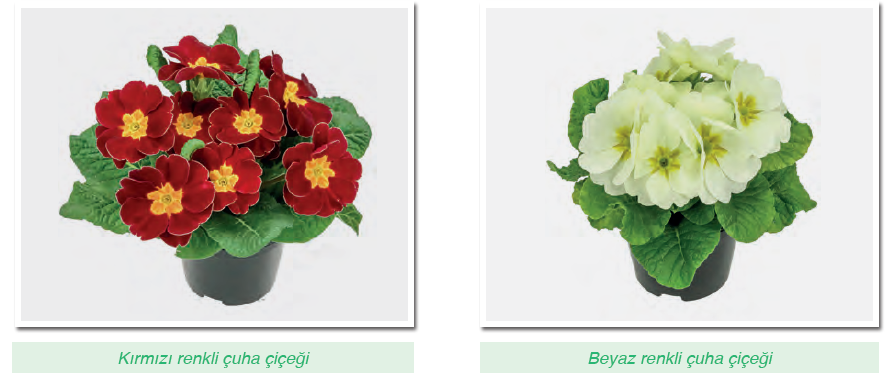 Kırmızı renkli çuha çiçeği
Beyaz renkli çuha çiçeği